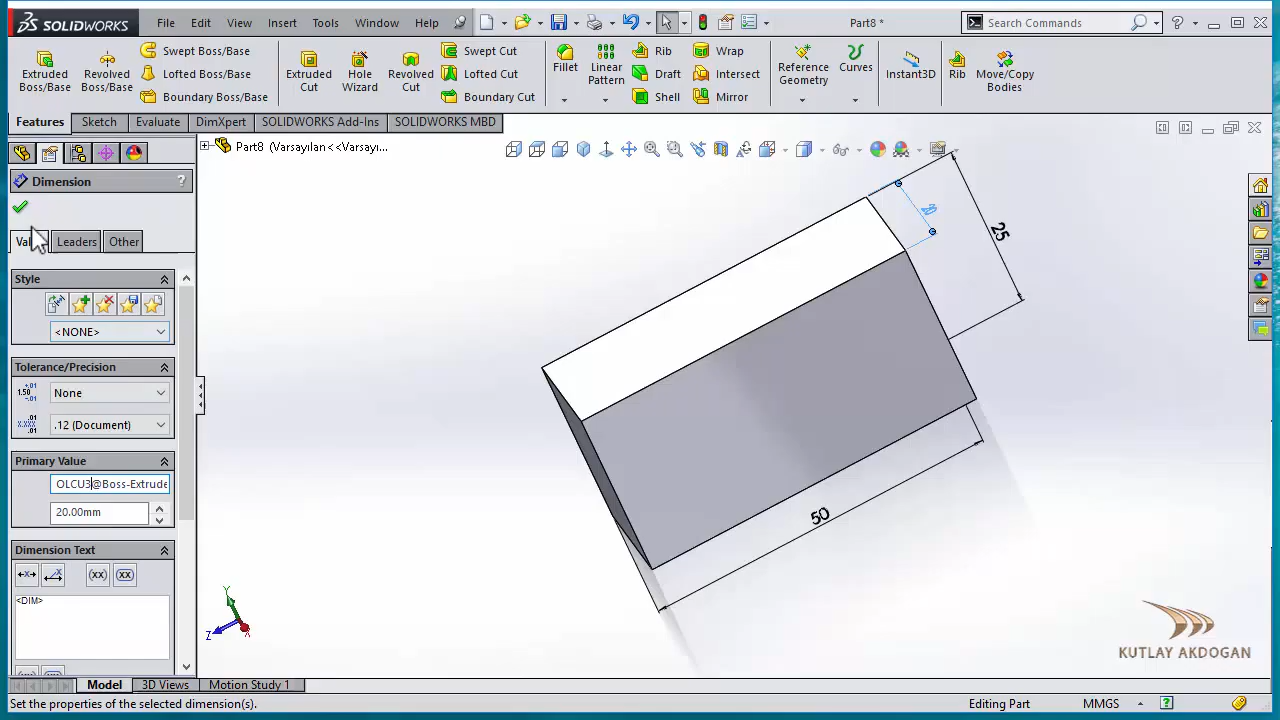 SOLIDWORKS File Edit View Insert Tools Window Help Part8 * Search Commands
Extruded Boss/Base
Revolved Boss/Base
Swept Boss/Base
Lofted Boss/Base
Boundary Boss/Base
Extruded Cut
Hole Wizard
Revolved Cut
Swept Cut
Lofted Cut
Boundary Cut
Fillet
Linear Pattern
Rib
Draft
Shell
Wrap
Intersect
Mirror
Reference Geometry
Curves
Instant3D
Rib
Move/Copy Bodies
Features Sketch Evaluate DimXpert SOLIDWORKS Add-Ins SOLIDWORKS MBD
Part8 (Varsayılan<<Varsayı...
Dimension ?
Leaders Other
Style
<NONE>
Tolerance/Precision
None
.12 (Document)
Primary Value
OLCU3@Boss-Extrude
20.00mm
Dimension Text
(xx) (xx)
<DIM>
25
50
Y
Z
X
KUTLAY AKDOGAN
Model 3D Views Motion Study 1
Set the properties of the selected dimension(s). Editing Part MMGS